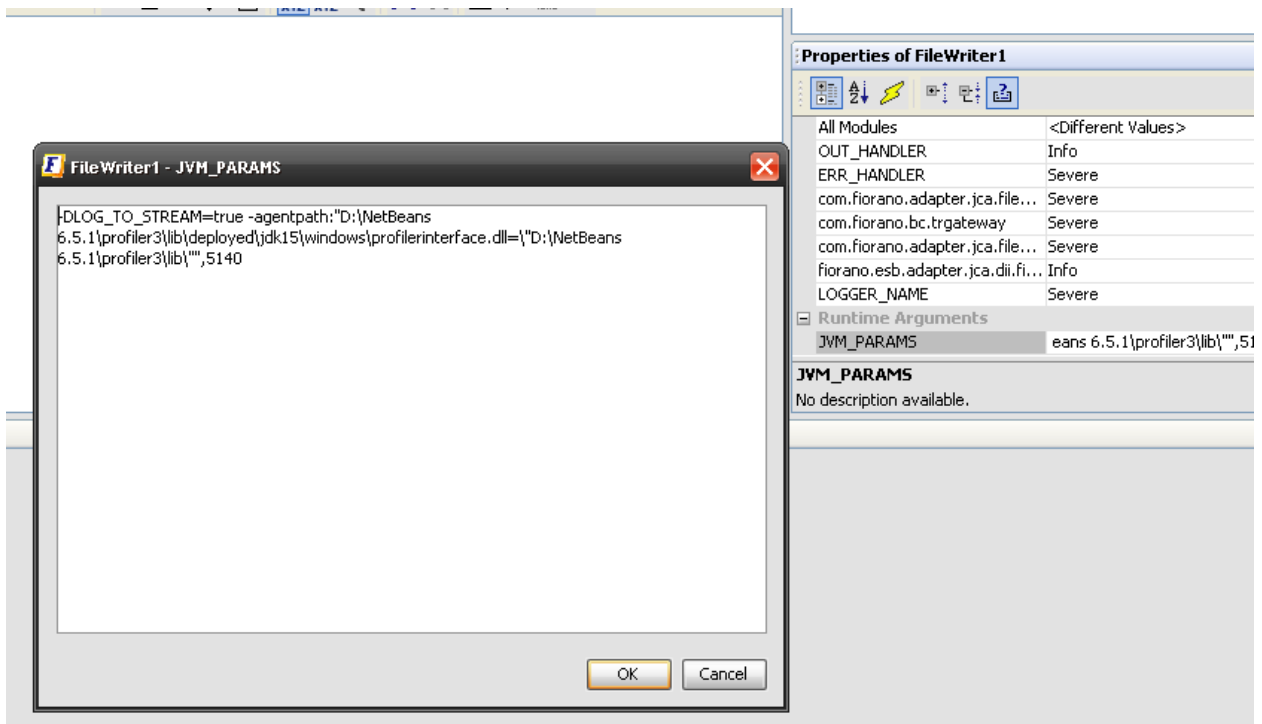 Properties of FileWriter1
All Modules <Different Values>
OUT_HANDLER Info
ERR_HANDLER Severe
com.fiorano.adapter.jca.file... Severe
com.fiorano.bc.trgateway Severe
com.fiorano.adapter.jca.file... Severe
fiorano.esb.adapter.jca.dii.fi... Info
LOGGER_NAME Severe
Runtime Arguments
JVM_PARAMS eans 6.5.1\profiler3\lib\"",51
JVM_PARAMS
No description available.
FileWriter1 - JVM_PARAMS
-DLOG_TO_STREAM=true -agentpath:"D:\NetBeans
6.5.1\profiler3\lib\deployed\jdk15\windows\profilerinterface.dll=\"D:\NetBeans
6.5.1\profiler3\lib\"",5140
OK Cancel